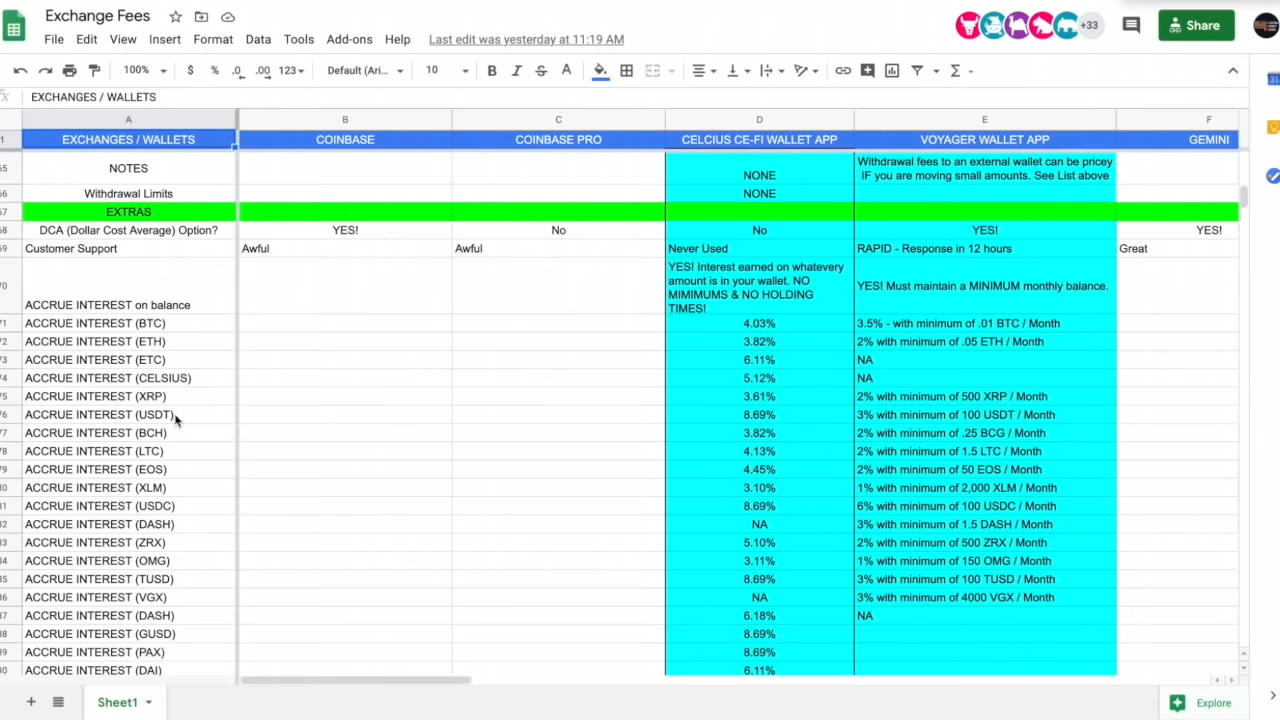 Exchange Fees
File Edit View Insert Format Data Tools Help Last edit was yesterday at 11:19 AM
+33
Share
100% $ % .0 .00 123 Default (Ari... 10 B I S A
EXCHANGES / WALLETS
A B C D E F
EXCHANGES / WALLETS COINBASE COINBASE PRO CELCIUS CE-FI WALLET APP VOYAGER WALLET APP GEMINI
Withdrawal fees to an external wallet can be pricey
NOTES NONE IF you are moving small amounts. See List above
Withdrawal Limits NONE
EXTRAS
DCA (Dollar Cost Average) Option? YES! No No YES! YES!
Customer Support Awful Awful Never Used RAPID - Response in 12 hours Great
YES! Interest earned on whatevery
amount is in your wallet. NO
MIMIMUMS & NO HOLDING
TIMES!
ACCRUE INTEREST on balance YES! Must maintain a MINIMUM monthly balance.
ACCRUE INTEREST (BTC) 4.03% 3.5% - with minimum of .01 BTC / Month
ACCRUE INTEREST (ETH) 3.82% 2% with minimum of .05 ETH / Month
ACCRUE INTEREST (ETC) 6.11% NA
ACCRUE INTEREST (CELSIUS) 5.12% NA
ACCRUE INTEREST (XRP) 3.61% 2% with minimum of 500 XRP / Month
ACCRUE INTEREST (USDT) 8.69% 3% with minimum of 100 USDT / Month
ACCRUE INTEREST (BCH) 3.82% 2% with minimum of .25 BCG / Month
ACCRUE INTEREST (LTC) 4.13% 2% with minimum of 1.5 LTC / Month
ACCRUE INTEREST (EOS) 4.45% 2% with minimum of 50 EOS / Month
ACCRUE INTEREST (XLM) 3.10% 1% with minimum of 2,000 XLM / Month
ACCRUE INTEREST (USDC) 8.69% 6% with minimum of 100 USDC / Month
ACCRUE INTEREST (DASH) NA 3% with minimum of 1.5 DASH / Month
ACCRUE INTEREST (ZRX) 5.10% 2% with minimum of 500 ZRX / Month
ACCRUE INTEREST (OMG) 3.11% 1% with minimum of 150 OMG / Month
ACCRUE INTEREST (TUSD) 8.69% 3% with minimum of 100 TUSD / Month
ACCRUE INTEREST (VGX) NA 3% with minimum of 4000 VGX / Month
ACCRUE INTEREST (DASH) 6.18% NA
ACCRUE INTEREST (GUSD) 8.69%
ACCRUE INTEREST (PAX) 8.69%
ACCRUE INTEREST (DAI) 6.11%
Sheet1
Explore